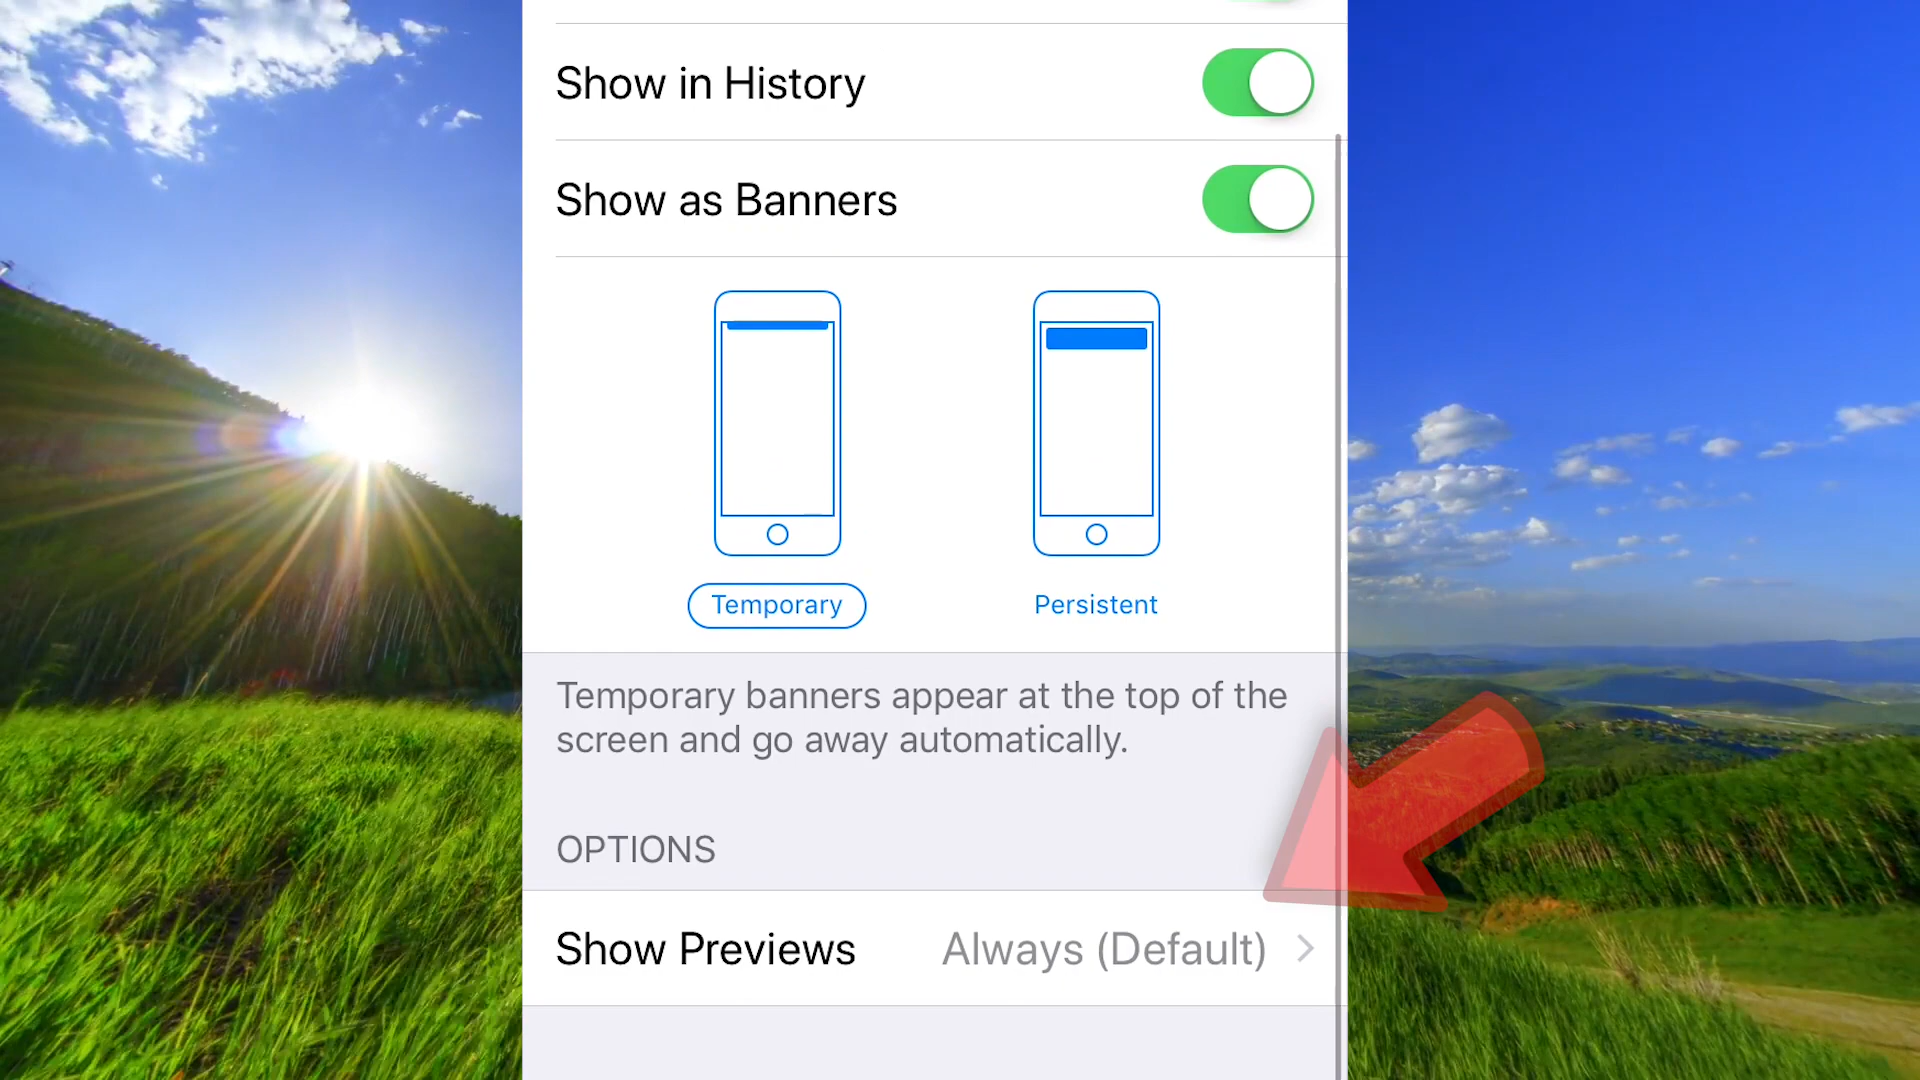 Show in History
Show as Banners
Temporary
Persistent
Temporary banners appear at the top of the
screen and go away automatically.
OPTIONS
Show Previews
Always (Default)